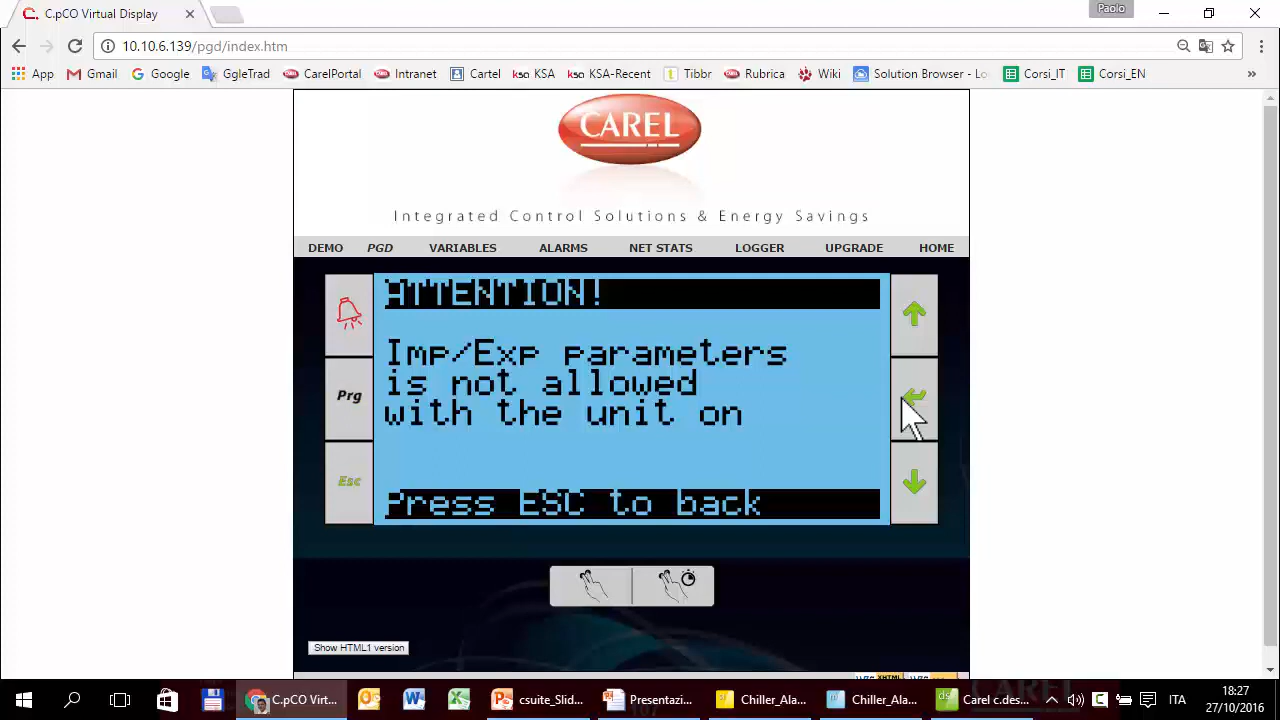 C.pCO Virtual Display
Paolo
10.10.6.139/pgd/index.htm
App Gmail Google GgleTrad CarelPortal Intranet Cartel ksa KSA ksa KSA-Recent t Tibbr Rubrica Wiki Solution Browser - Lo Corsi_IT Corsi_EN »
CAREL
Integrated Control Solutions & Energy Savings
DEMO PGD VARIABLES ALARMS NET STATS LOGGER UPGRADE HOME
ATTENTION!
Imp/Exp parameters
Prg
is not allowed
with the unit on
Esc
Press ESC to back
Show HTML1 version
XHTML
C.pCO Virt... csuite_Slid... Presentazi... Chiller_Ala... Chiller_Ala... Carel c.des... ITA
18:27
27/10/2016
CAREL